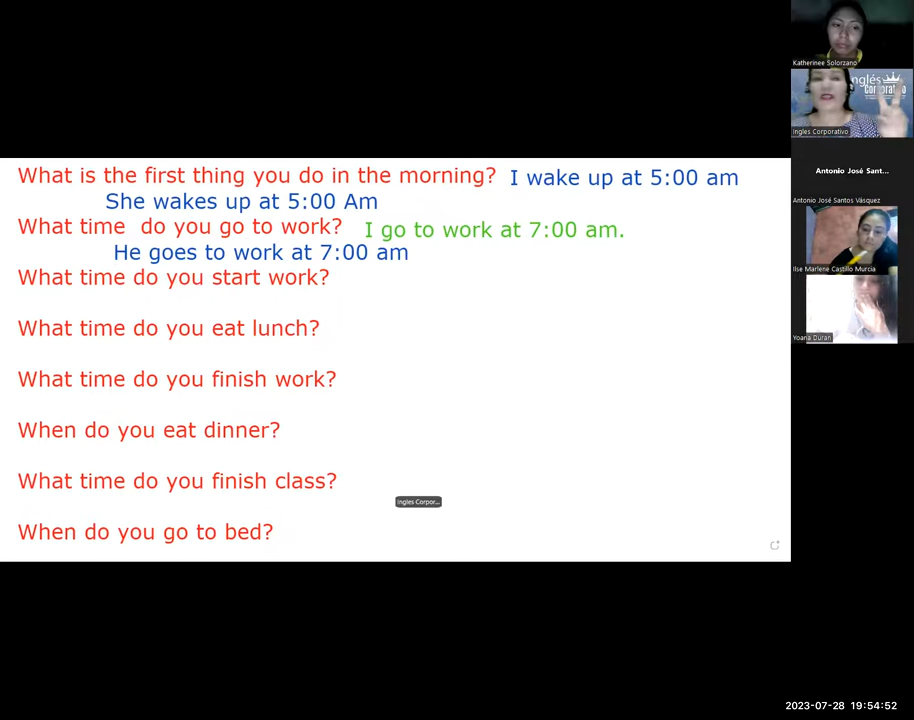 Katherinee Solorzano
nglés
corporativo
Ingles Corporativo
Antonio José Sant...
Antonio José Santos Vásquez
Ilse Marlene Castillo Murcia
Yoana Duran
What is the first thing you do in the morning? I wake up at 5:00 am
She wakes up at 5:00 Am
What time do you go to work? I go to work at 7:00 am.
He goes to work at 7:00 am
What time do you start work?
What time do you eat lunch?
What time do you finish work?
When do you eat dinner?
What time do you finish class?
Ingles Corpor...
When do you go to bed?
2023-07-28 19:54:52